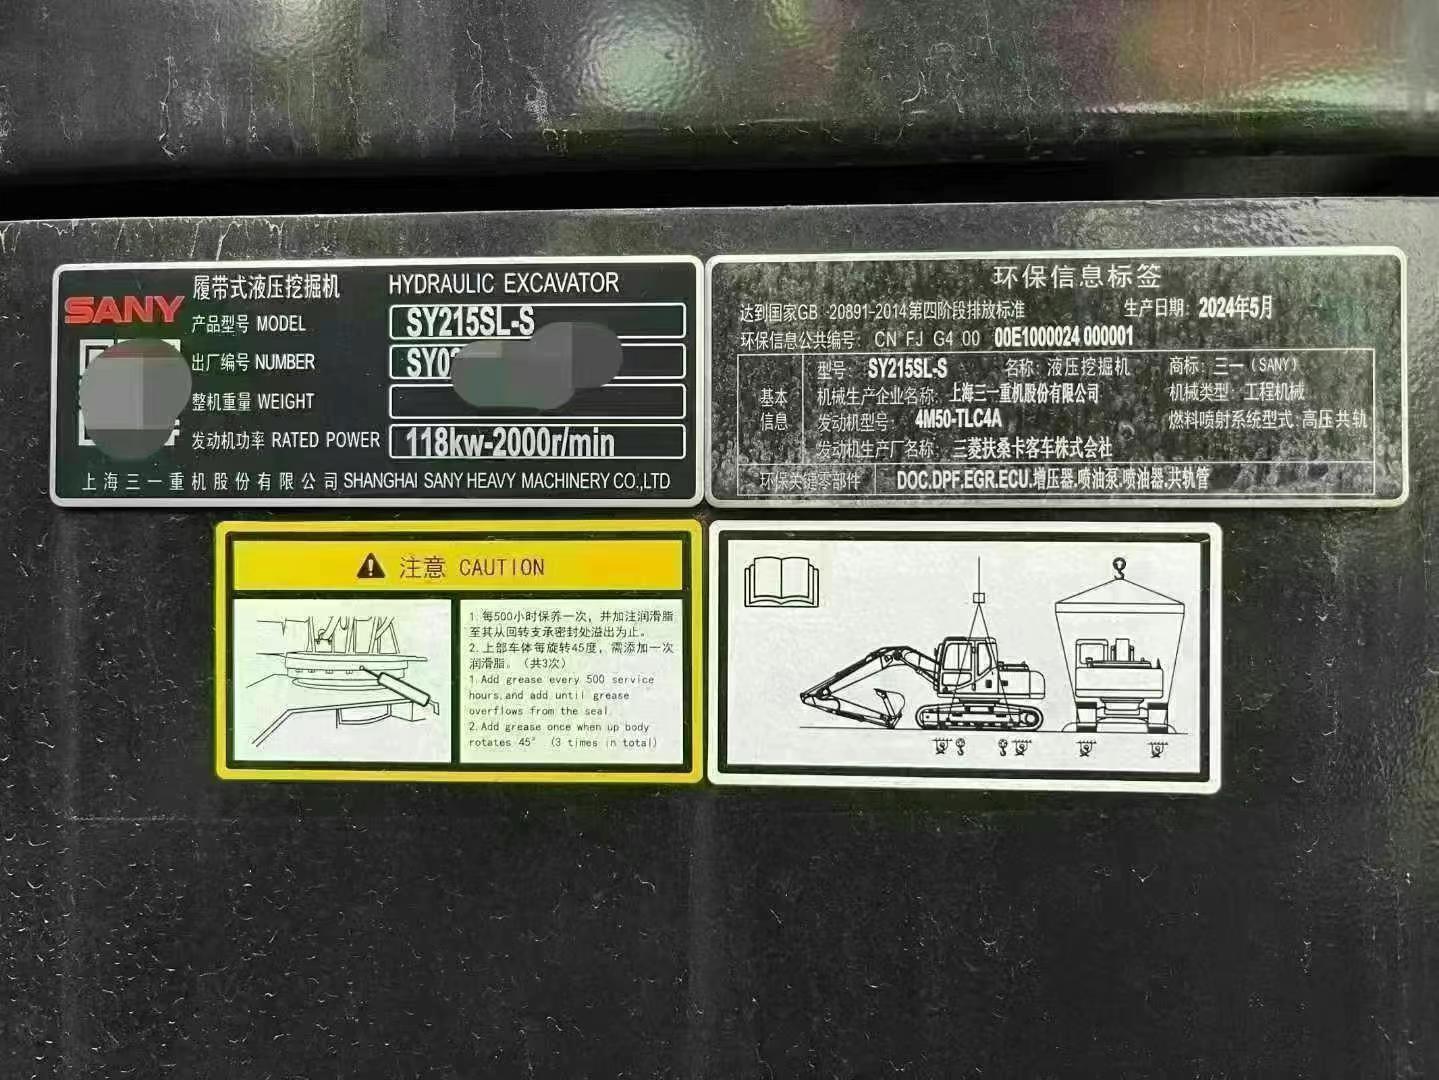 SANY
履带式液压挖掘机 HYDRAULIC EXCAVATOR
产品型号 MODEL SY215SL-S
出厂编号 NUMBER SY0
整机重量 WEIGHT
发动机功率 RATED POWER 118kw-2000r/min
上海三一重机股份有限公司 SHANGHAI SANY HEAVY MACHINERY CO.,LTD
环保信息标签
达到国家GB 20891-2014第四阶段排放标准 生产日期: 2024年5月
环保信息公共编号: CN FJ G4 00 00E1000024 000001
基本信息
型号 SY215SL-S 名称: 液压挖掘机 商标: 三一(SANY)
机械生产企业名称: 上海三一重机股份有限公司 机械类型: 工程机械
发动机型号: 4M50-TLC4A 燃料喷射系统型式: 高压共轨
发动机生产厂名称: 三菱扶桑卡客车株式会社
环保关键零部件 DOC.DPF.EGR.ECU.增压器.喷油泵.喷油器.共轨管
注意 CAUTION
1.每500小时保养一次, 并加注润滑脂
至其从回转支承密封处溢出为止。
2.上部车体每旋转45度, 需添加一次
润滑脂。(共3次)
1.Add grease every 500 service
hours,and add until grease
overflows from the seal.
2.Add grease once when up body
rotates 45° (3 times in total)